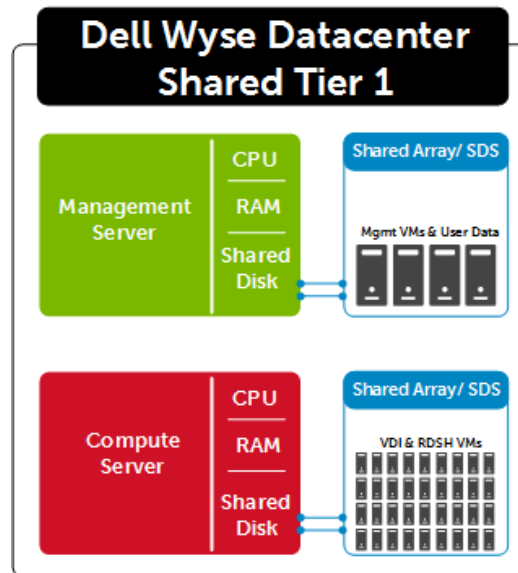 Dell Wyse Datacenter
Shared Tier 1
Management
Server
CPU
RAM
Shared
Disk
Shared Array/ SDS
Mgmt VMs & User Data
Compute
Server
CPU
RAM
Shared
Disk
Shared Array/ SDS
VDI & RDSH VMs